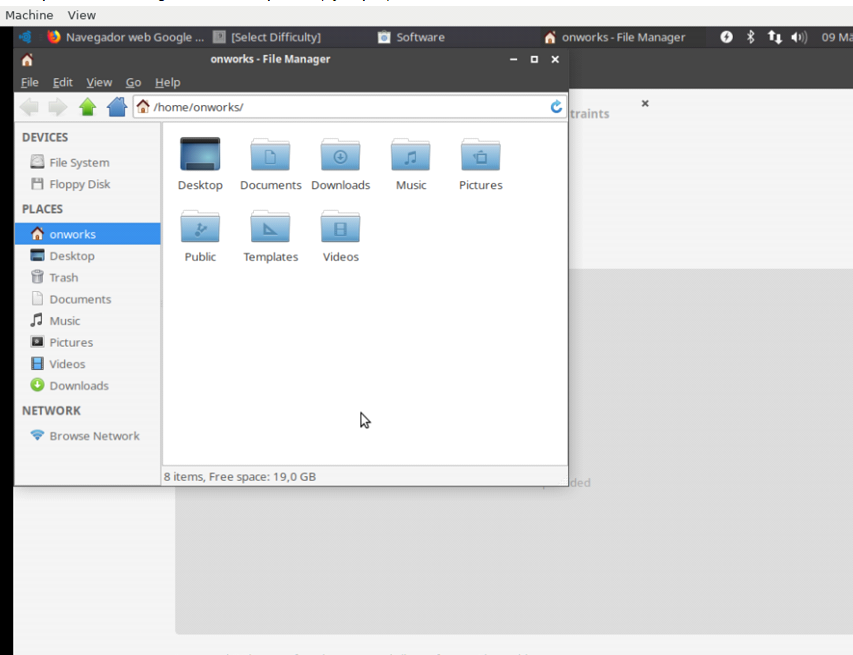 Machine View
Navegador web Google ... [Select Difficulty] Software onworks - File Manager 09 Ma
onworks - File Manager
File Edit View Go Help
/home/onworks/
traints
DEVICES
File System
Floppy Disk
PLACES
onworks
Desktop
Trash
Documents
Music
Pictures
Videos
Downloads
NETWORK
Browse Network
Desktop Documents Downloads Music Pictures
Public Templates Videos
8 items, Free space: 19,0 GB